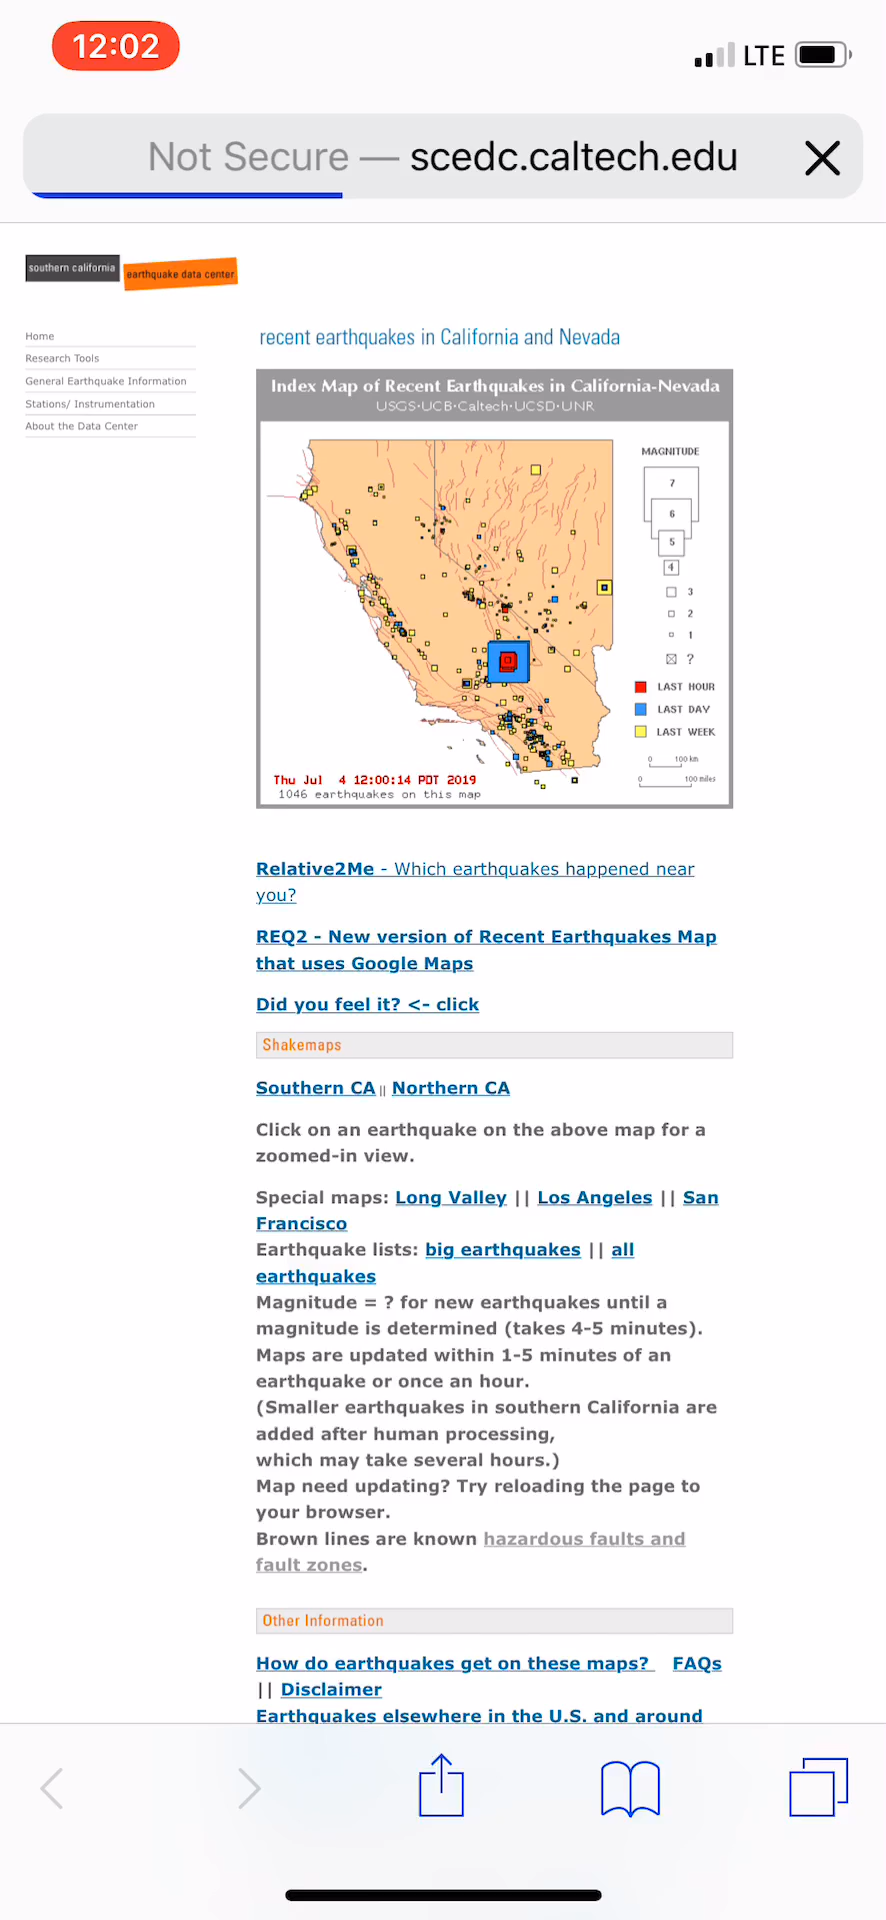 12:02
LTE
Not Secure — scedc.caltech.edu
southern california
earthquake data center
Home
Research Tools
General Earthquake Information
Stations/ Instrumentation
About the Data Center
recent earthquakes in California and Nevada
Index Map of Recent Earthquakes in California-Nevada
USGS·UCB·Caltech·UCSD·UNR
MAGNITUDE
7
6
5
4
3
2
1
?
LAST HOUR
LAST DAY
LAST WEEK
0 100 km
0 100 miles
Thu Jul 4 12:00:14 PDT 2019
1046 earthquakes on this map
Relative2Me - Which earthquakes happened near
you?
REQ2 - New version of Recent Earthquakes Map
that uses Google Maps
Did you feel it? <- click
Shakemaps
Southern CA || Northern CA
Click on an earthquake on the above map for a
zoomed-in view.
Special maps: Long Valley || Los Angeles || San
Francisco
Earthquake lists: big earthquakes || all
earthquakes
Magnitude = ? for new earthquakes until a
magnitude is determined (takes 4-5 minutes).
Maps are updated within 1-5 minutes of an
earthquake or once an hour.
(Smaller earthquakes in southern California are
added after human processing,
which may take several hours.)
Map need updating? Try reloading the page to
your browser.
Brown lines are known hazardous faults and
fault zones.
Other Information
How do earthquakes get on these maps? FAQs
|| Disclaimer
Earthquakes elsewhere in the U.S. and around